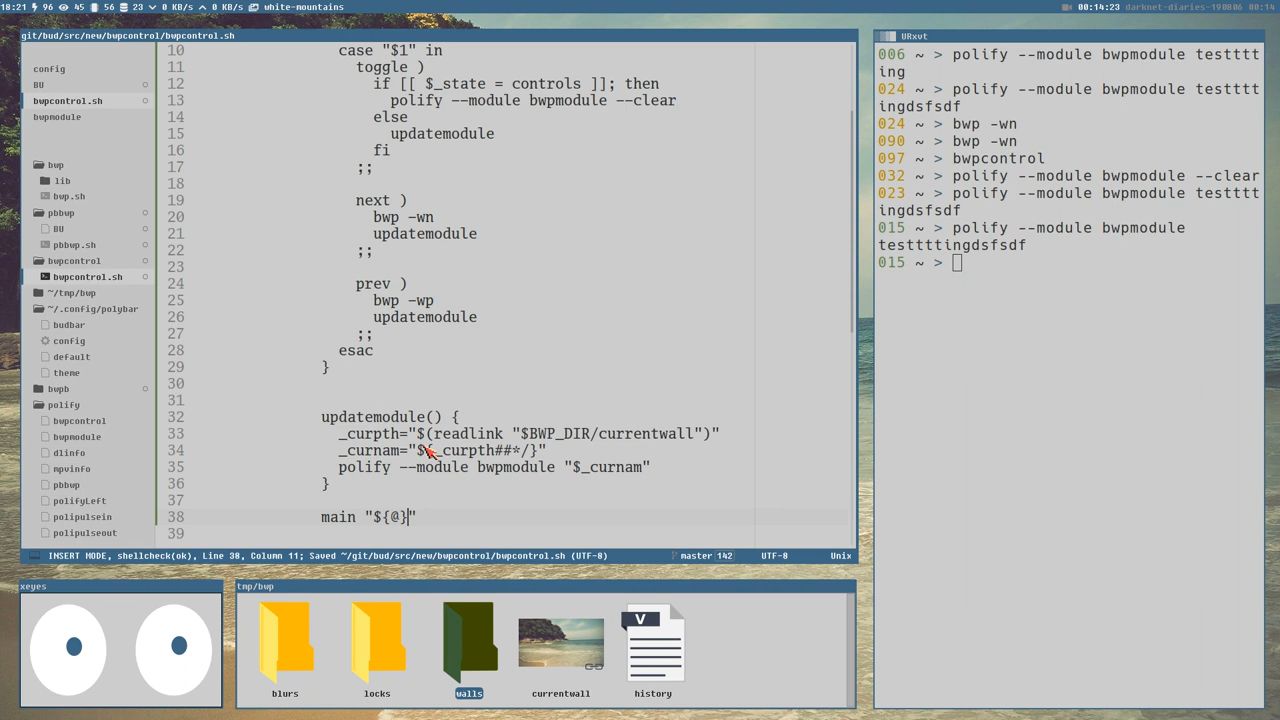 18:21 96 45 56 23 0 KB/s 0 KB/s white-mountains
00:14:23 darknet-diaries-190806 00:14
git/bud/src/new/bwpcontrol/bwpcontrol.sh
config
BU
bwpcontrol.sh
bwpmodule
bwp
lib
bwp.sh
pbbwp
BU
pbbwp.sh
bwpcontrol
bwpcontrol.sh
~/tmp/bwp
~/.config/polybar
budbar
config
default
theme
bwpb
polify
bwpcontrol
bwpmodule
dlinfo
mpvinfo
pbbwp
polifyLeft
polipulsein
polipulseout
10 case "$1" in
11 toggle )
12 if [[ $_state = controls ]]; then
13 polify --module bwpmodule --clear
14 else
15 updatemodule
16 fi
17 ;;
18
19 next )
20 bwp -wn
21 updatemodule
22 ;;
23
24 prev )
25 bwp -wp
26 updatemodule
27 ;;
28 esac
29 }
30
31
32 updatemodule() {
33 _curpth="$(readlink "$BWP_DIR/currentwall")"
34 _curnam="${_curpth##*/}"
35 polify --module bwpmodule "$_curnam"
36 }
37
38 main "${@}"
39
INSERT MODE, shellcheck(ok), Line 38, Column 11; Saved ~/git/bud/src/new/bwpcontrol/bwpcontrol.sh (UTF-8) master 142 UTF-8 Unix
URxvt
006 ~ > polify --module bwpmodule testttt
ing
024 ~ > polify --module bwpmodule testttt
ingdsfsdf
024 ~ > bwp -wn
090 ~ > bwp -wn
097 ~ > bwpcontrol
032 ~ > polify --module bwpmodule --clear
023 ~ > polify --module bwpmodule testttt
ingdsfsdf
015 ~ > polify --module bwpmodule
testtttingdsfsdf
015 ~ >
xeyes
tmp/bwp
V
blurs locks walls currentwall history